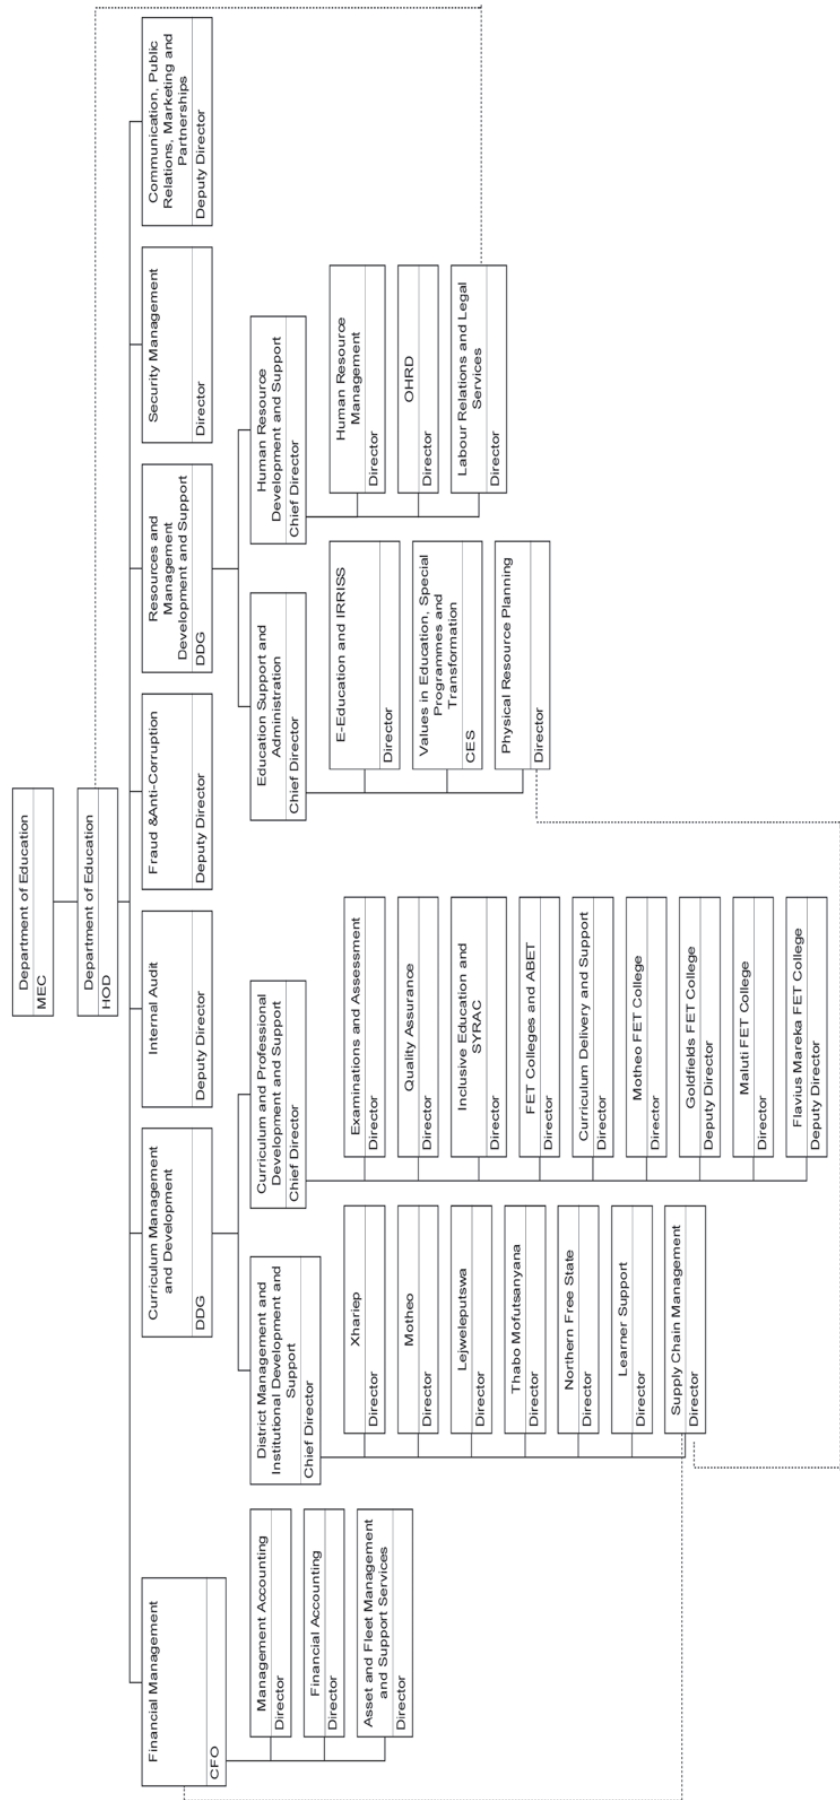 Department of Education
MEC
Department of Education
HOD
Financial Management
CFO
Curriculum Management
and Development
DDG
Internal Audit
Deputy Director
Fraud &Anti-Corruption
Deputy Director
Resources and
Management
Development and Support
DDG
Security Management
Director
Communication, Public
Relations, Marketing and
Partnerships
Deputy Director
Management Accounting
Director
Financial Accounting
Director
Asset and Fleet Management
and Support Services
Director
District Management and
Institutional Development and
Support
Chief Director
Xhariep
Director
Motheo
Director
Lejweleputswa
Director
Thabo Mofutsanyana
Director
Northern Free State
Director
Learner Support
Director
Supply Chain Management
Director
Curriculum and Professional
Development and Support
Chief Director
Examinations and Assessment
Director
Quality Assurance
Director
Inclusive Education and
SYRAC
Director
FET Colleges and ABET
Director
Curriculum Delivery and Support
Director
Motheo FET College
Director
Goldfields FET College
Deputy Director
Maluti FET College
Director
Flavius Mareka FET College
Deputy Director
Education Support and
Administration
Chief Director
E-Education and IRRISS
Director
Values in Education, Special
Programmes and
Transformation
CES
Physical Resource Planning
Director
Human Resource
Development and Support
Chief Director
Human Resource
Management
Director
OHRD
Director
Labour Relations and Legal
Services
Director